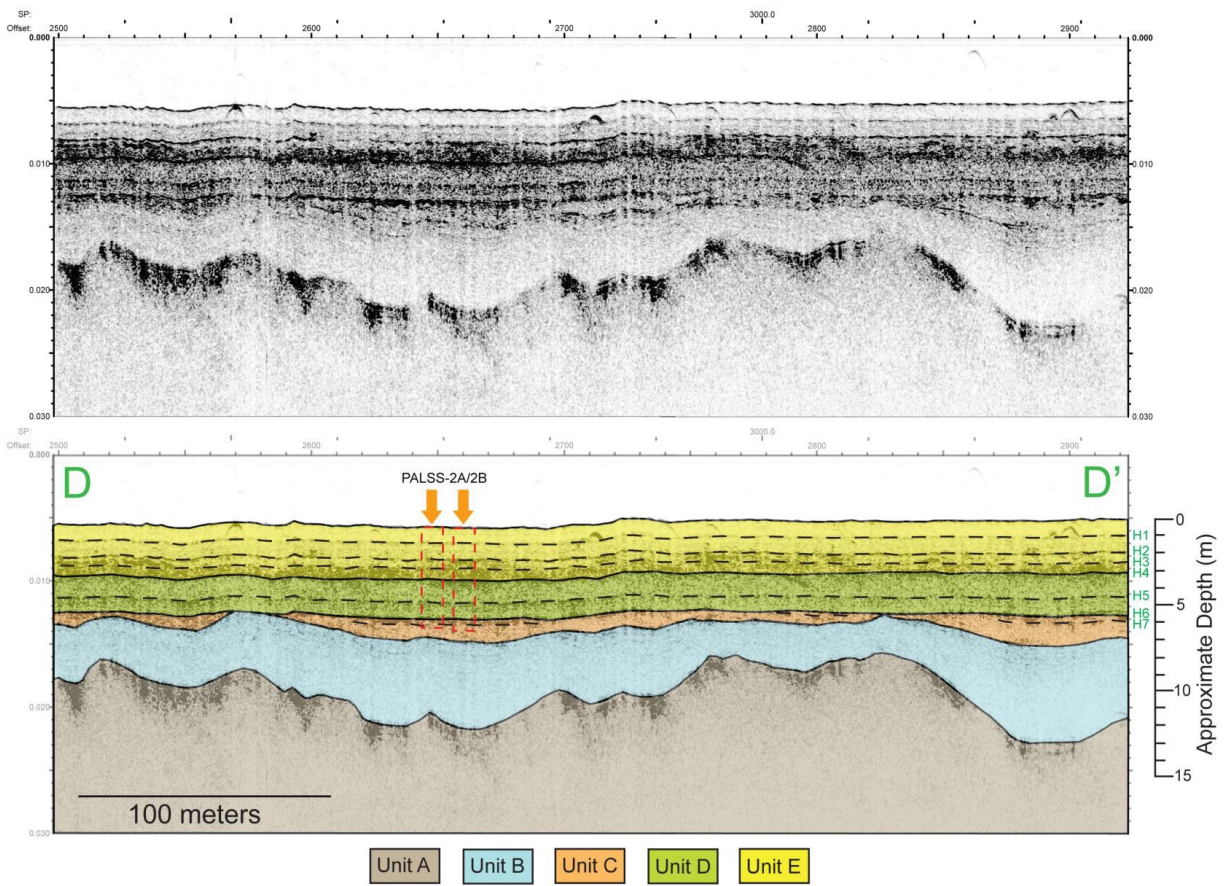 SP: 3000.0
Offset: 2500 2600 2700 2800 2900
0.000 0.000
0.010 0.010
0.020 0.020
0.030 0.030
SP: 3000.0
Offset: 2500 2600 2700 2800 2900
0.000
D PALSS-2A/2B D’
0
H1
H2
H3
H4
0.010
H5
5
H6
H7
10
0.020
15
Approximate Depth (m)
100 meters
0.030
Unit A Unit B Unit C Unit D Unit E